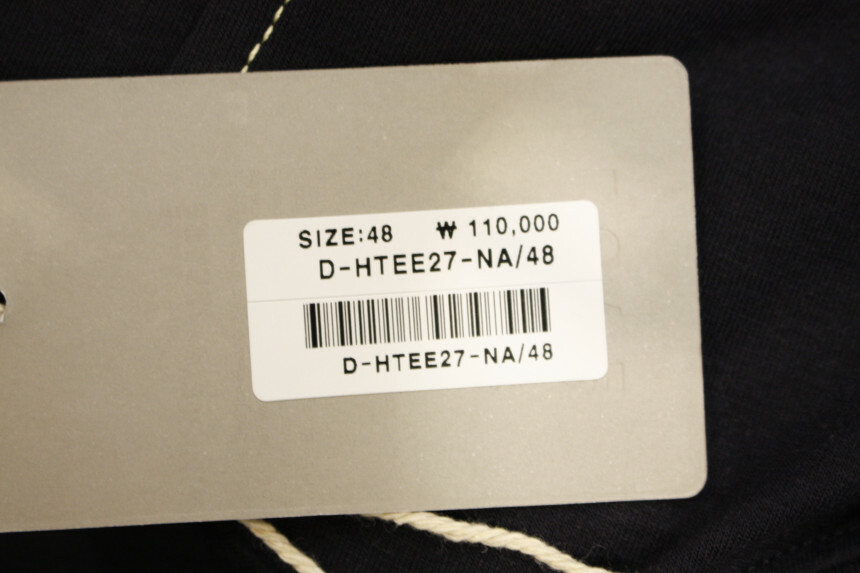 SIZE:48 ₩ 110,000
D-HTEE27-NA/48
D-HTEE27-NA/48